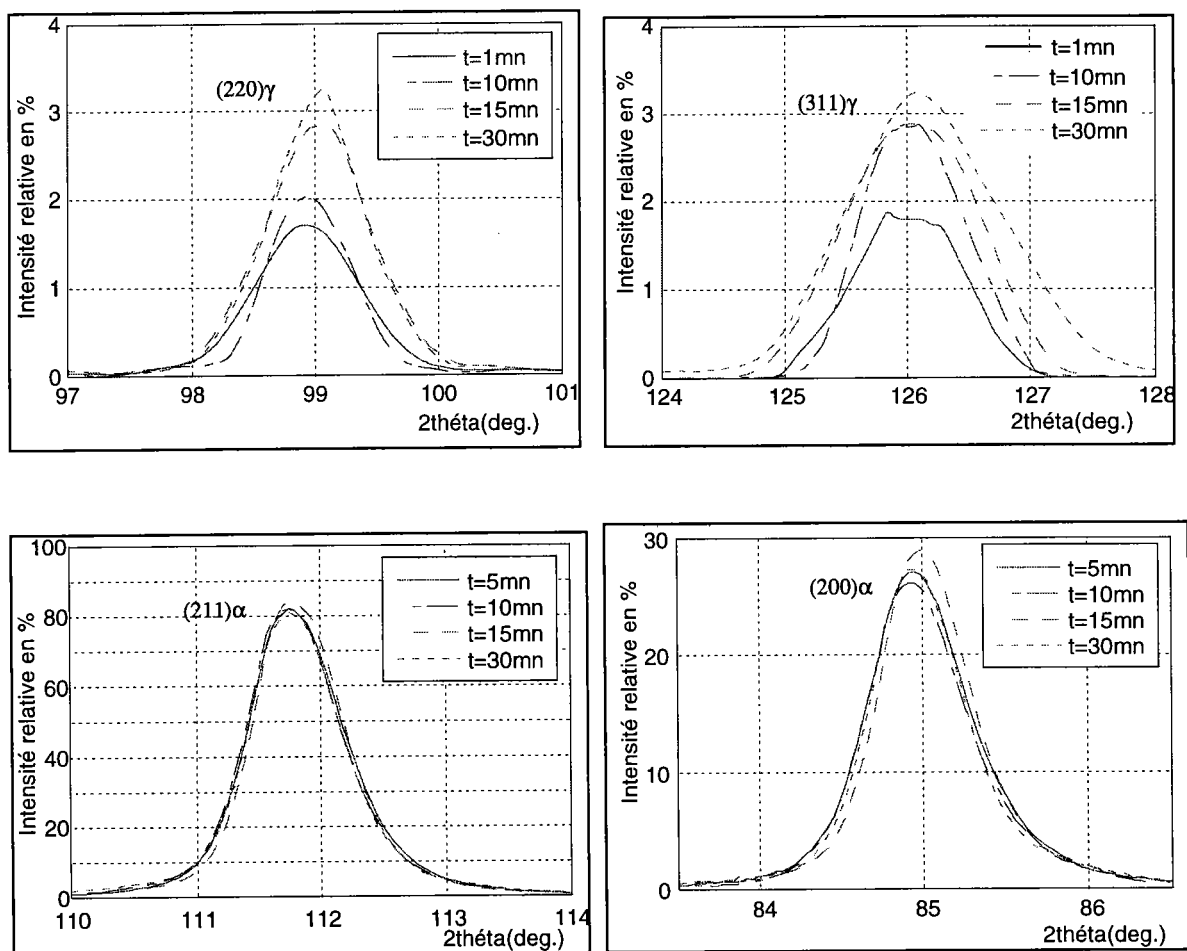 4
3
2
1
0
97
98
99
100
101
Intensité relative en %
2théta(deg.)
(220)γ
t=1mn
t=10mn
t=15mn
t=30mn
4
3
2
1
0
124
125
126
127
128
Intensité relative en %
2théta(deg.)
(311)γ
t=1mn
t=10mn
t=15mn
t=30mn
100
80
60
40
20
0
110
111
112
113
114
Intensité relative en %
2théta(deg.)
(211)α
t=5mn
t=10mn
t=15mn
t=30mn
30
20
10
0
84
85
86
Intensité relative en %
2théta(deg.)
(200)α
t=5mn
t=10mn
t=15mn
t=30mn